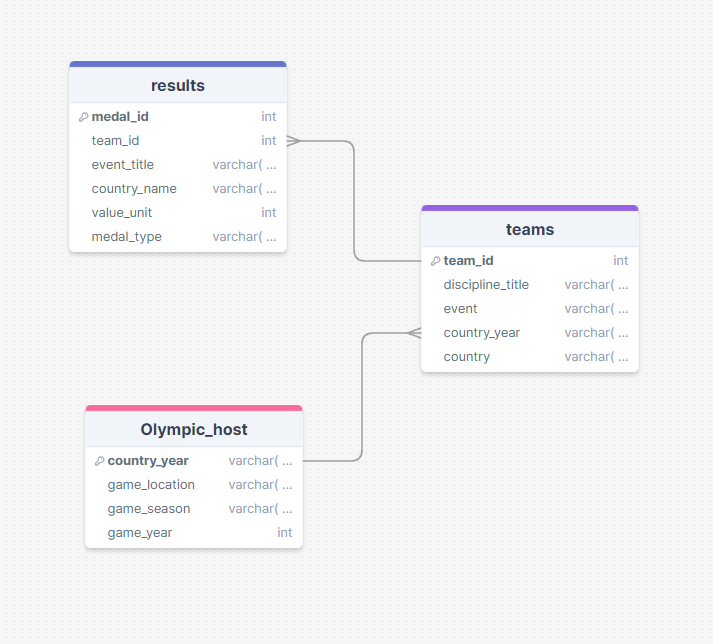 results
medal_id int
team_id int
event_title varchar( ...
country_name varchar( ...
value_unit int
medal_type varchar( ...
teams
team_id int
discipline_title varchar( ...
event varchar( ...
country_year varchar( ...
country varchar( ...
Olympic_host
country_year varchar( ...
game_location varchar( ...
game_season varchar( ...
game_year int